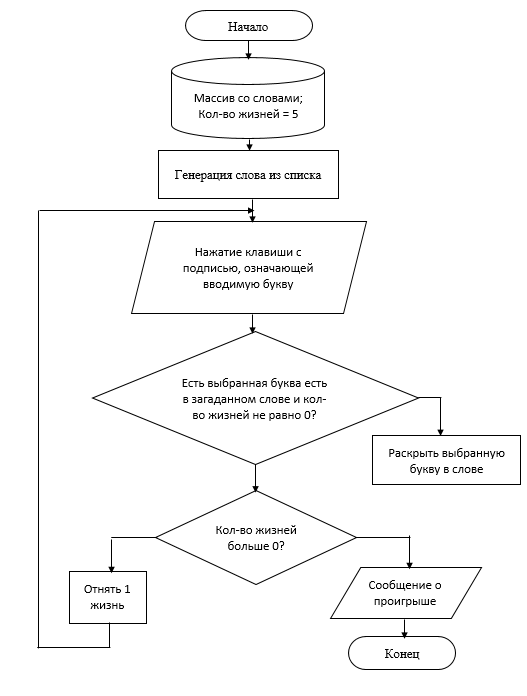 Начало
Массив со словами;
Кол-во жизней = 5
Генерация слова из списка
Нажатие клавиши с
подписью, означающей
вводимую букву
Есть выбранная буква есть
в загаданном слове и кол-
во жизней не равно 0?
Раскрыть выбранную
букву в слове
Кол-во жизней
больше 0?
Отнять 1
жизнь
Сообщение о
проигрыше
Конец